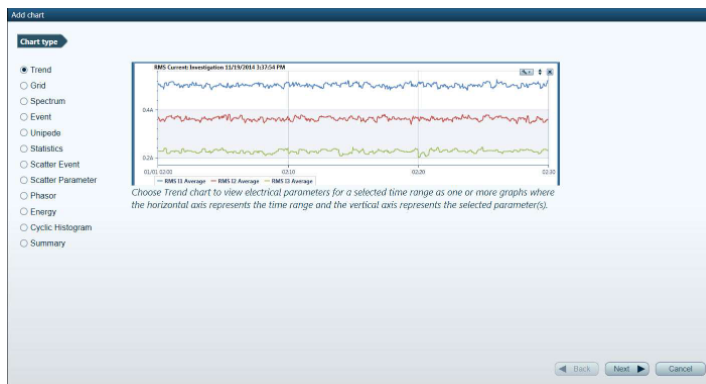 Add chart
Chart type
Trend
Grid
Spectrum
Event
Unipede
Statistics
Scatter Event
Scatter Parameter
Phasor
Energy
Cyclic Histogram
Summary
RMS Current: Investigation 11/19/2014 3:37:54 PM
0.4A
0.2A
01/01 02:00 02:10 02:20 02:30
RMS I1 Average RMS I2 Average RMS I3 Average
Choose Trend chart to view electrical parameters for a selected time range as one or more graphs where
the horizontal axis represents the time range and the vertical axis represents the selected parameter(s).
Back Next Cancel